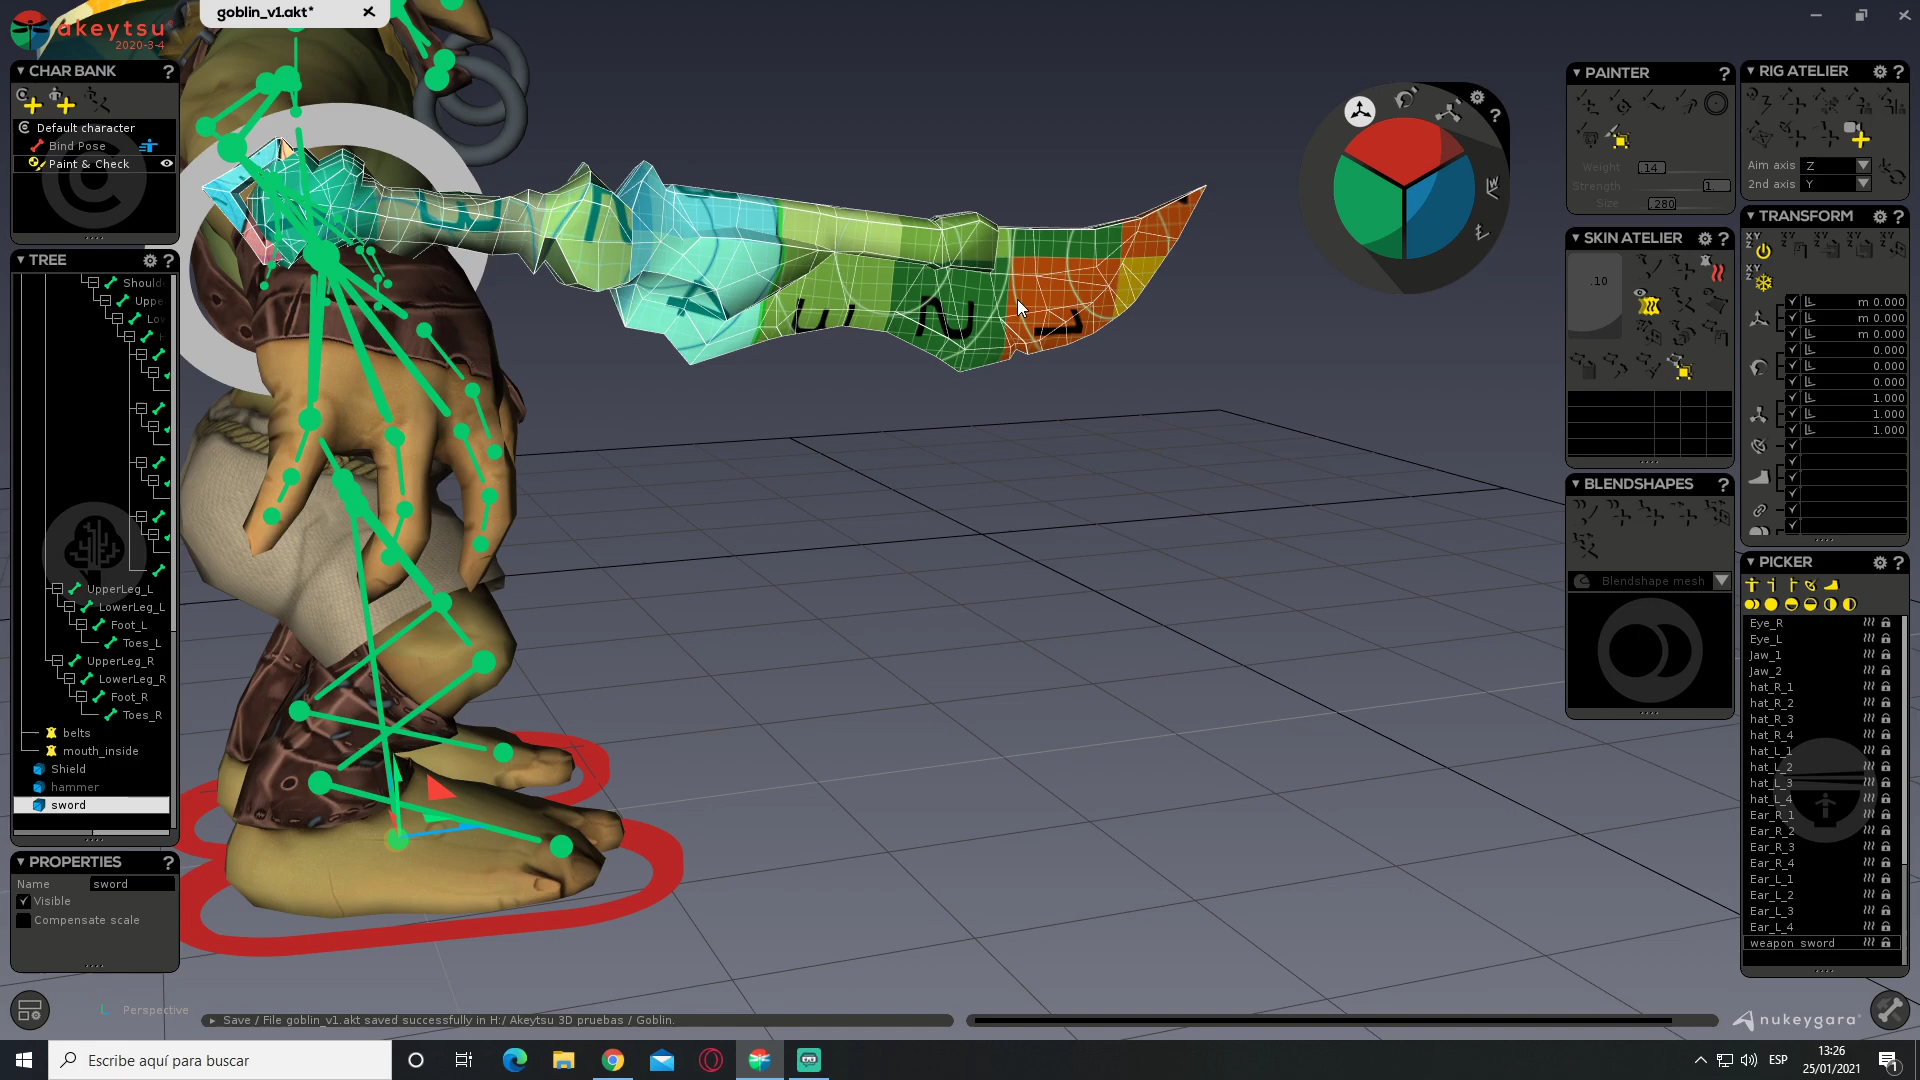 goblin_v1.akt*
akeytsu
2020-3-4
CHAR BANK
?
Default character
Bind Pose
Paint & Check
TREE
?
Should
Uppe
Lo
UpperLeg_L
LowerLeg_L
Foot_L
Toes_L
UpperLeg_R
LowerLeg_R
Foot_R
Toes_R
belts
mouth_inside
Shield
hammer
sword
PROPERTIES
?
Name
sword
Visible
Compensate scale
Perspective
Save / File goblin_v1.akt saved successfully in H:/ Akeytsu 3D pruebas / Goblin.
?
PAINTER
?
Weight
.14
Strength
1.
Size
.280
SKIN ATELIER
?
.10
BLENDSHAPES
?
Blendshape mesh
RIG ATELIER
?
Aim axis Z
2nd axis Y
TRANSFORM
?
m 0.000
m 0.000
m 0.000
0.000
0.000
0.000
1.000
1.000
1.000
PICKER
?
Eye_R
Eye_L
Jaw_1
Jaw_2
hat_R_1
hat_R_2
hat_R_3
hat_R_4
hat_L_1
hat_L_2
hat_L_3
hat_L_4
Ear_R_1
Ear_R_2
Ear_R_3
Ear_R_4
Ear_L_1
Ear_L_2
Ear_L_3
Ear_L_4
weapon_sword
nukeygara
Escribe aquí para buscar
ESP
13:26
25/01/2021
1